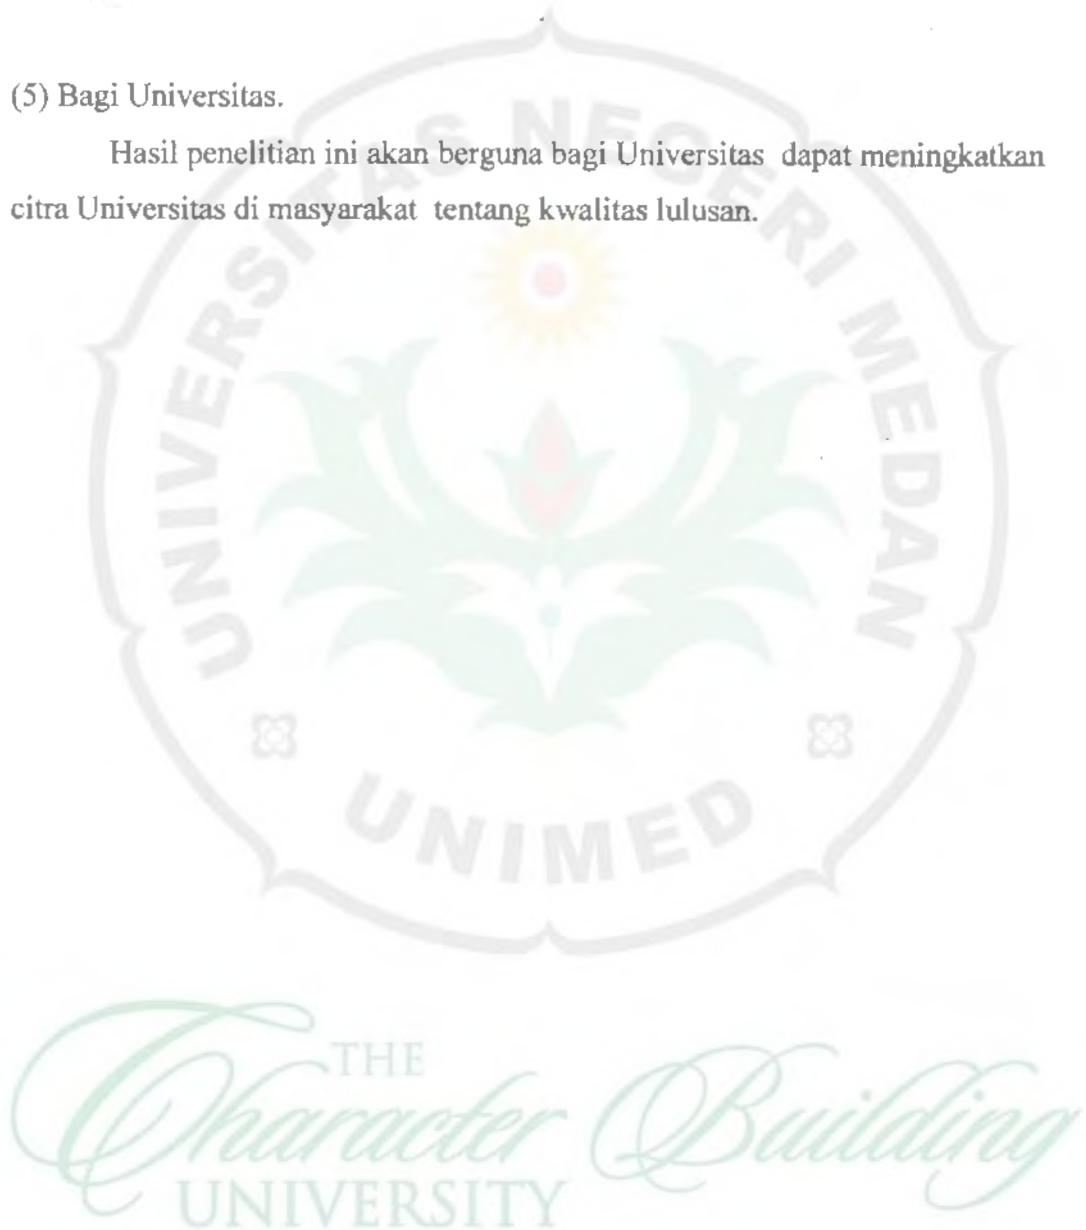 (5) Bagi Universitas.
Hasil penelitian ini akan berguna bagi Universitas dapat meningkatkan
citra Universitas di masyarakat tentang kwalitas lulusan.
UNIVERSITAS NEGERI MEDAN
UNIMED
THE
Character Building
UNIVERSITY